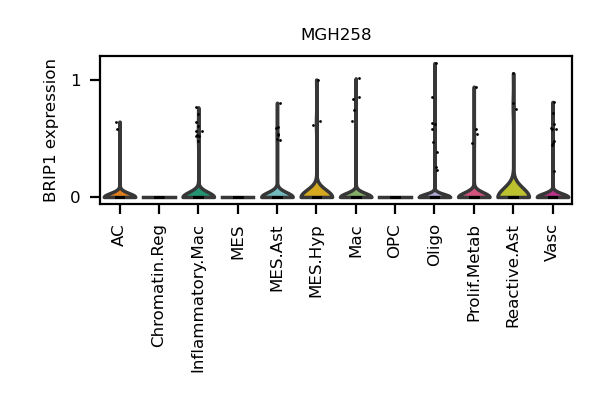 MGH258
BRIP1 expression
1
0
AC
Chromatin.Reg
Inflammatory.Mac
MES
MES.Ast
MES.Hyp
Mac
OPC
Oligo
Prolif.Metab
Reactive.Ast
Vasc